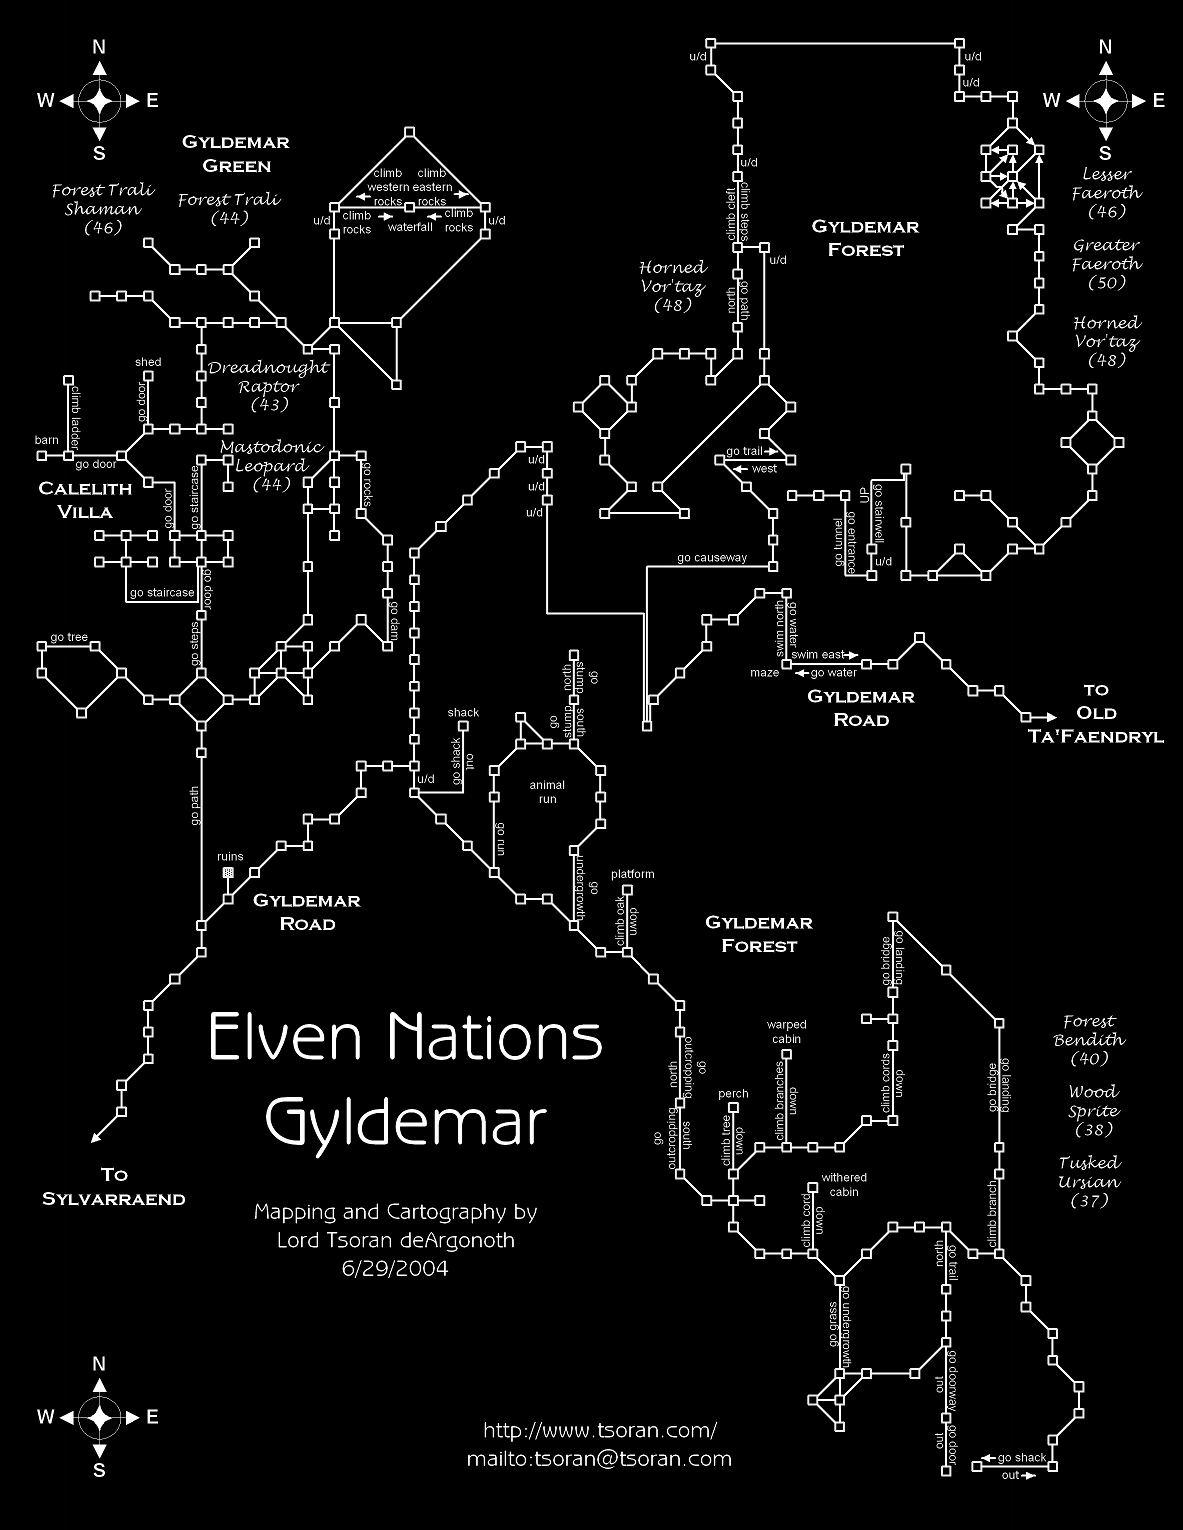 N
W E
S
N
W E
S
GYLDEMAR
GREEN
Forest Trali
Shaman
(46)
Forest Trali
(44)
climb
western
rocks
climb
eastern
rocks
u/d
climb
rocks
waterfall
climb
rocks
u/d
u/d
u/d
u/d
u/d
climb cleft
climb steps
u/d
GYLDEMAR
FOREST
Lesser
Faeroth
(46)
Greater
Faeroth
(50)
Horned
Vor'taz
(48)
Horned
Vor'taz
(48)
north
go path
shed
go door
Dreadnought
Raptor
(43)
climb ladder
barn
go door
CALELITH
VILLA
Mastodonic
Leopard
(44)
go staircase
go door
go rocks
u/d
u/d
u/d
go trail
west
UP
go stairwell
go tunnel
go entrance
u/d
go causeway
go staircase
go door
go dam
go tree
go steps
swim north
go water
swim east
maze
go water
GYLDEMAR
ROAD
TO
OLD
TA'FAENDRYL
north
go
stump
go
stump
south
shack
go shack
out
u/d
animal
run
go run
go path
ruins
go
undergrowth
platform
climb oak
down
GYLDEMAR
ROAD
GYLDEMAR
FOREST
go bridge
go landing
Elven Nations
Gyldemar
warped
cabin
climb branches
down
climb cords
down
go bridge
go landing
Forest
Bendith
(40)
Wood
Sprite
(38)
Tusked
Ursian
(37)
north
go
outcropping
go
outcropping
south
perch
climb tree
down
withered
cabin
climb cord
down
climb branch
TO
SYLVARRAEND
Mapping and Cartography by
Lord Tsoran deArgonoth
6/29/2004
north
go trail
go grass
go undergrowth
out
go doorway
out
go door
go shack
out
N
W E
S
http://www.tsoran.com/
mailto:tsoran@tsoran.com